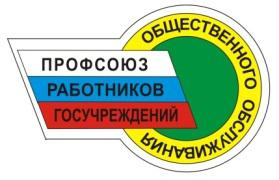 ПРОФСОЮЗ
РАБОТНИКОВ
ГОСУЧРЕЖДЕНИЙ
ОБЩЕСТВЕННОГО ОБСЛУЖИВАНИЯ